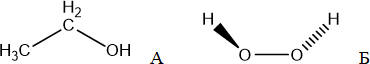 H₂
C
H₃C OH А
H H
O O Б